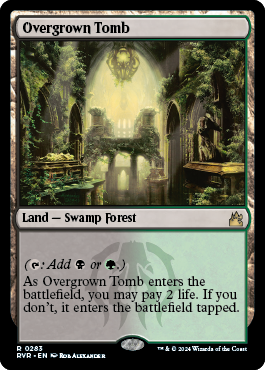 Overgrown Tomb
Land — Swamp Forest
(: Add or .)
As Overgrown Tomb enters the
battlefield, you may pay 2 life. If you
don't, it enters the battlefield tapped.
R 0283
RVR • EN Rob Alexander
™ & © 2024 Wizards of the Coast